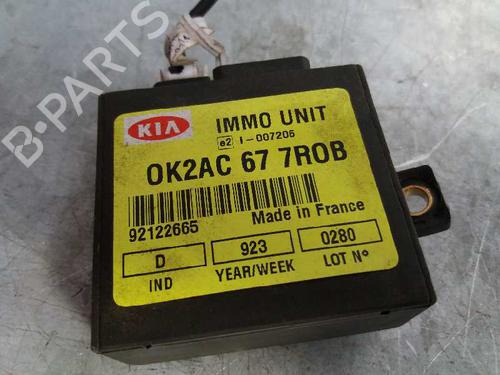 B-PARTS
KIA
IMMO UNIT
e2 I-007206
OK2AC 67 7ROB
92122665
Made in France
D
923
0280
IND
YEAR/WEEK
LOT Nº